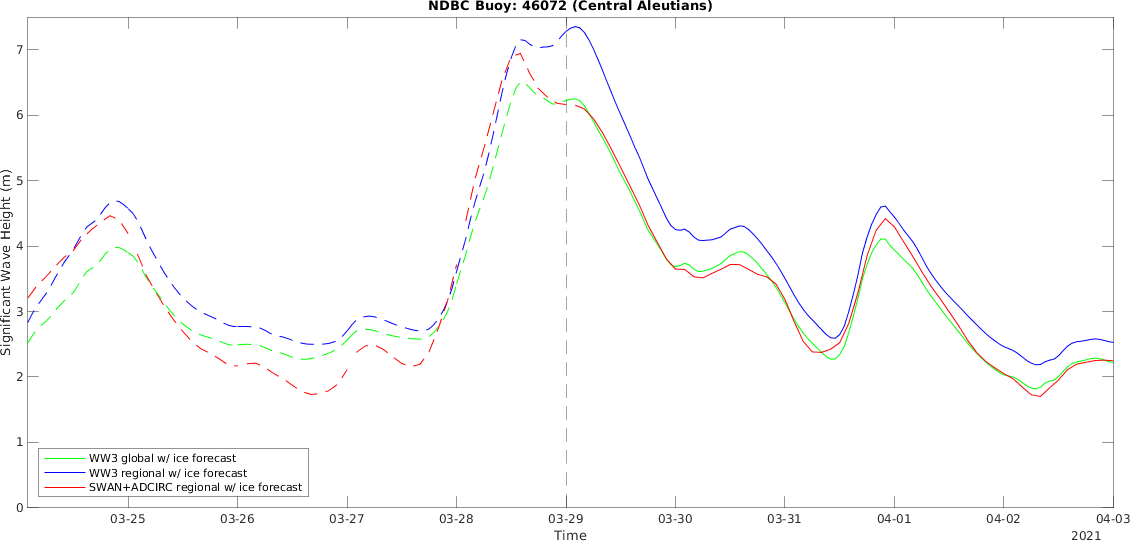 NDBC Buoy: 46072 (Central Aleutians)
7
6
5
4
3
2
1
0
Significant Wave Height (m)
WW3 global w/ ice forecast
WW3 regional w/ ice forecast
SWAN+ADCIRC regional w/ ice forecast
03-25 03-26 03-27 03-28 03-29 03-30 03-31 04-01 04-02 04-03
Time
2021